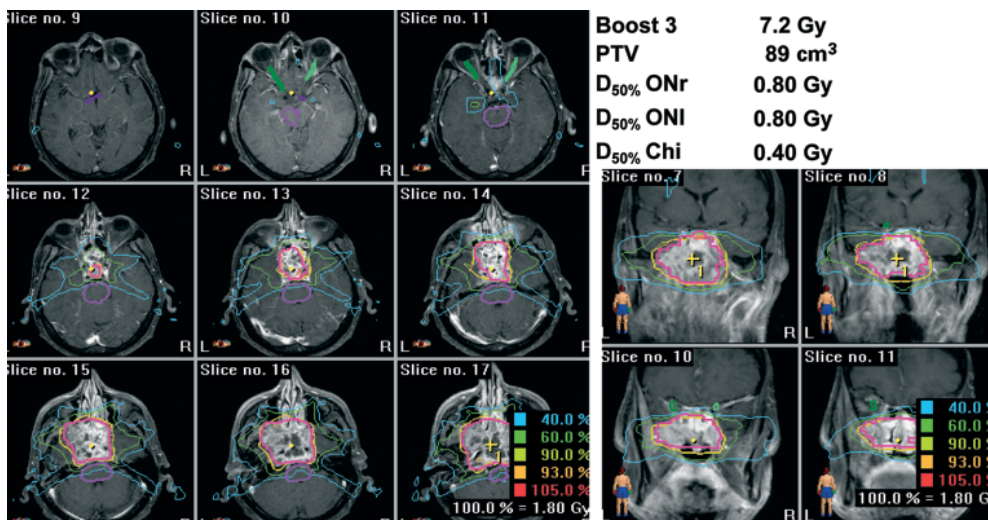 Slice no. 9
Slice no. 10
Slice no. 11
L R
L R
L R
Slice no. 12
Slice no. 13
Slice no. 14
L R
L R
L R
Slice no. 15
Slice no. 16
Slice no. 17
1
40.0 %
60.0 %
90.0 %
93.0 %
105.0 %
100.0 % = 1.80 Gy
Boost 3 7.2 Gy
PTV 89 cm³
D50% ONr 0.80 Gy
D50% ONl 0.80 Gy
D50% Chi 0.40 Gy
Slice no. 7
Slice no. 8
1
1
L R
L R
Slice no. 10
Slice no. 11
40.0
60.0
90.0
93.0
105.0
100.0 % = 1.80 G